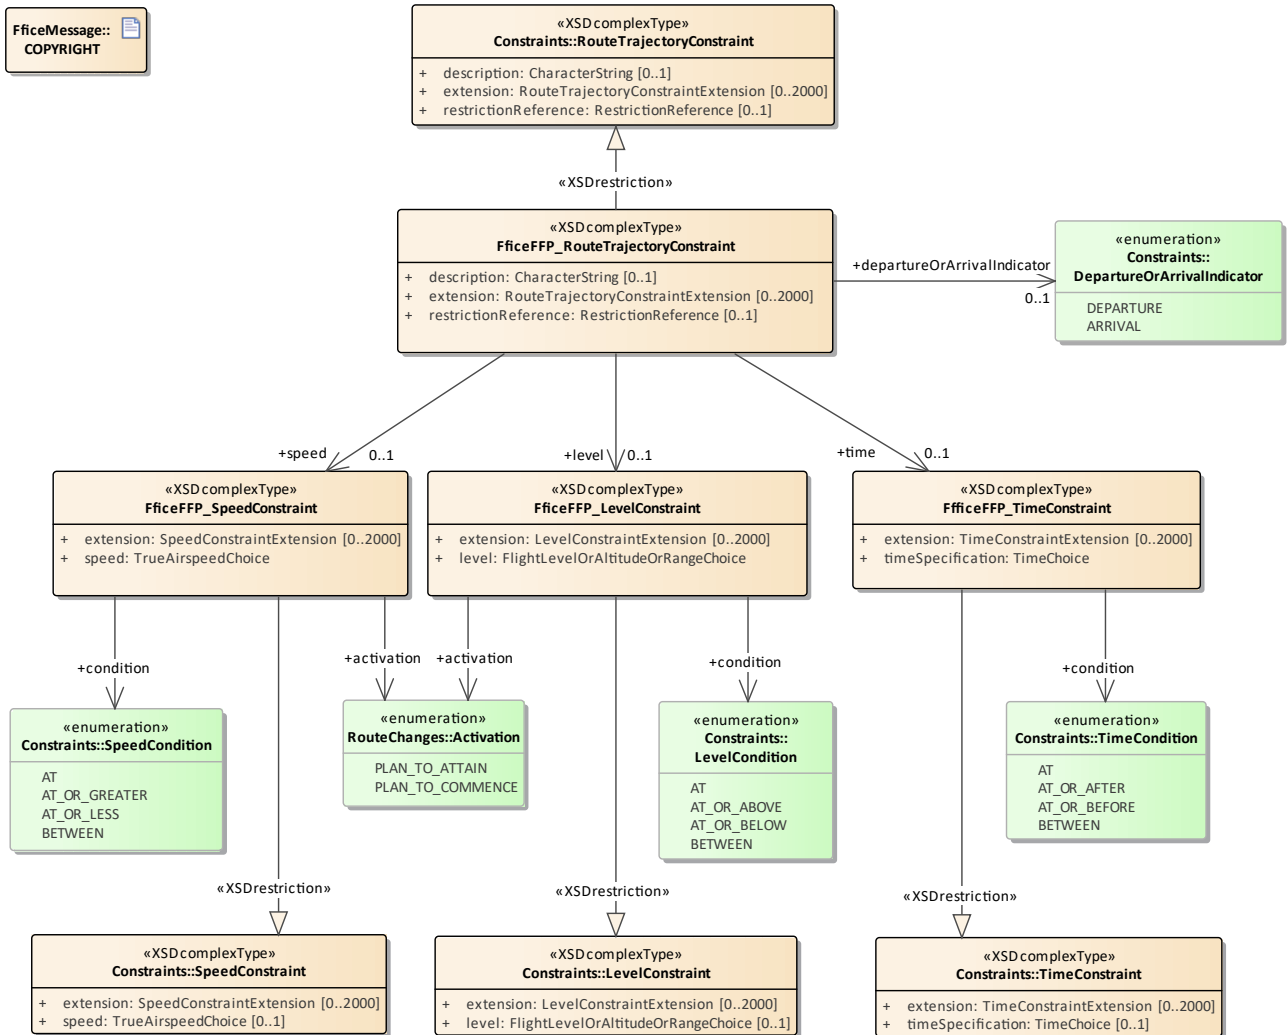 FficeMessage::
COPYRIGHT
«XSDcomplexType»
Constraints::RouteTrajectoryConstraint
+ description: CharacterString [0..1]
+ extension: RouteTrajectoryConstraintExtension [0..2000]
+ restrictionReference: RestrictionReference [0..1]
«XSDrestriction»
«XSDcomplexType»
FficeFFP_RouteTrajectoryConstraint
+ description: CharacterString [0..1]
+ extension: RouteTrajectoryConstraintExtension [0..2000]
+ restrictionReference: RestrictionReference [0..1]
+departureOrArrivalIndicator
0..1
«enumeration»
Constraints::
DepartureOrArrivalIndicator
DEPARTURE
ARRIVAL
+speed 0..1
+level 0..1
+time 0..1
«XSDcomplexType»
FficeFFP_SpeedConstraint
+ extension: SpeedConstraintExtension [0..2000]
+ speed: TrueAirspeedChoice
«XSDcomplexType»
FficeFFP_LevelConstraint
+ extension: LevelConstraintExtension [0..2000]
+ level: FlightLevelOrAltitudeOrRangeChoice
«XSDcomplexType»
FfficeFFP_TimeConstraint
+ extension: TimeConstraintExtension [0..2000]
+ timeSpecification: TimeChoice
+condition
+activation
+activation
+condition
+condition
«enumeration»
Constraints::SpeedCondition
AT
AT_OR_GREATER
AT_OR_LESS
BETWEEN
«enumeration»
RouteChanges::Activation
PLAN_TO_ATTAIN
PLAN_TO_COMMENCE
«enumeration»
Constraints::
LevelCondition
AT
AT_OR_ABOVE
AT_OR_BELOW
BETWEEN
«enumeration»
Constraints::TimeCondition
AT
AT_OR_AFTER
AT_OR_BEFORE
BETWEEN
«XSDrestriction»
«XSDrestriction»
«XSDrestriction»
«XSDcomplexType»
Constraints::SpeedConstraint
+ extension: SpeedConstraintExtension [0..2000]
+ speed: TrueAirspeedChoice [0..1]
«XSDcomplexType»
Constraints::LevelConstraint
+ extension: LevelConstraintExtension [0..2000]
+ level: FlightLevelOrAltitudeOrRangeChoice [0..1]
«XSDcomplexType»
Constraints::TimeConstraint
+ extension: TimeConstraintExtension [0..2000]
+ timeSpecification: TimeChoice [0..1]